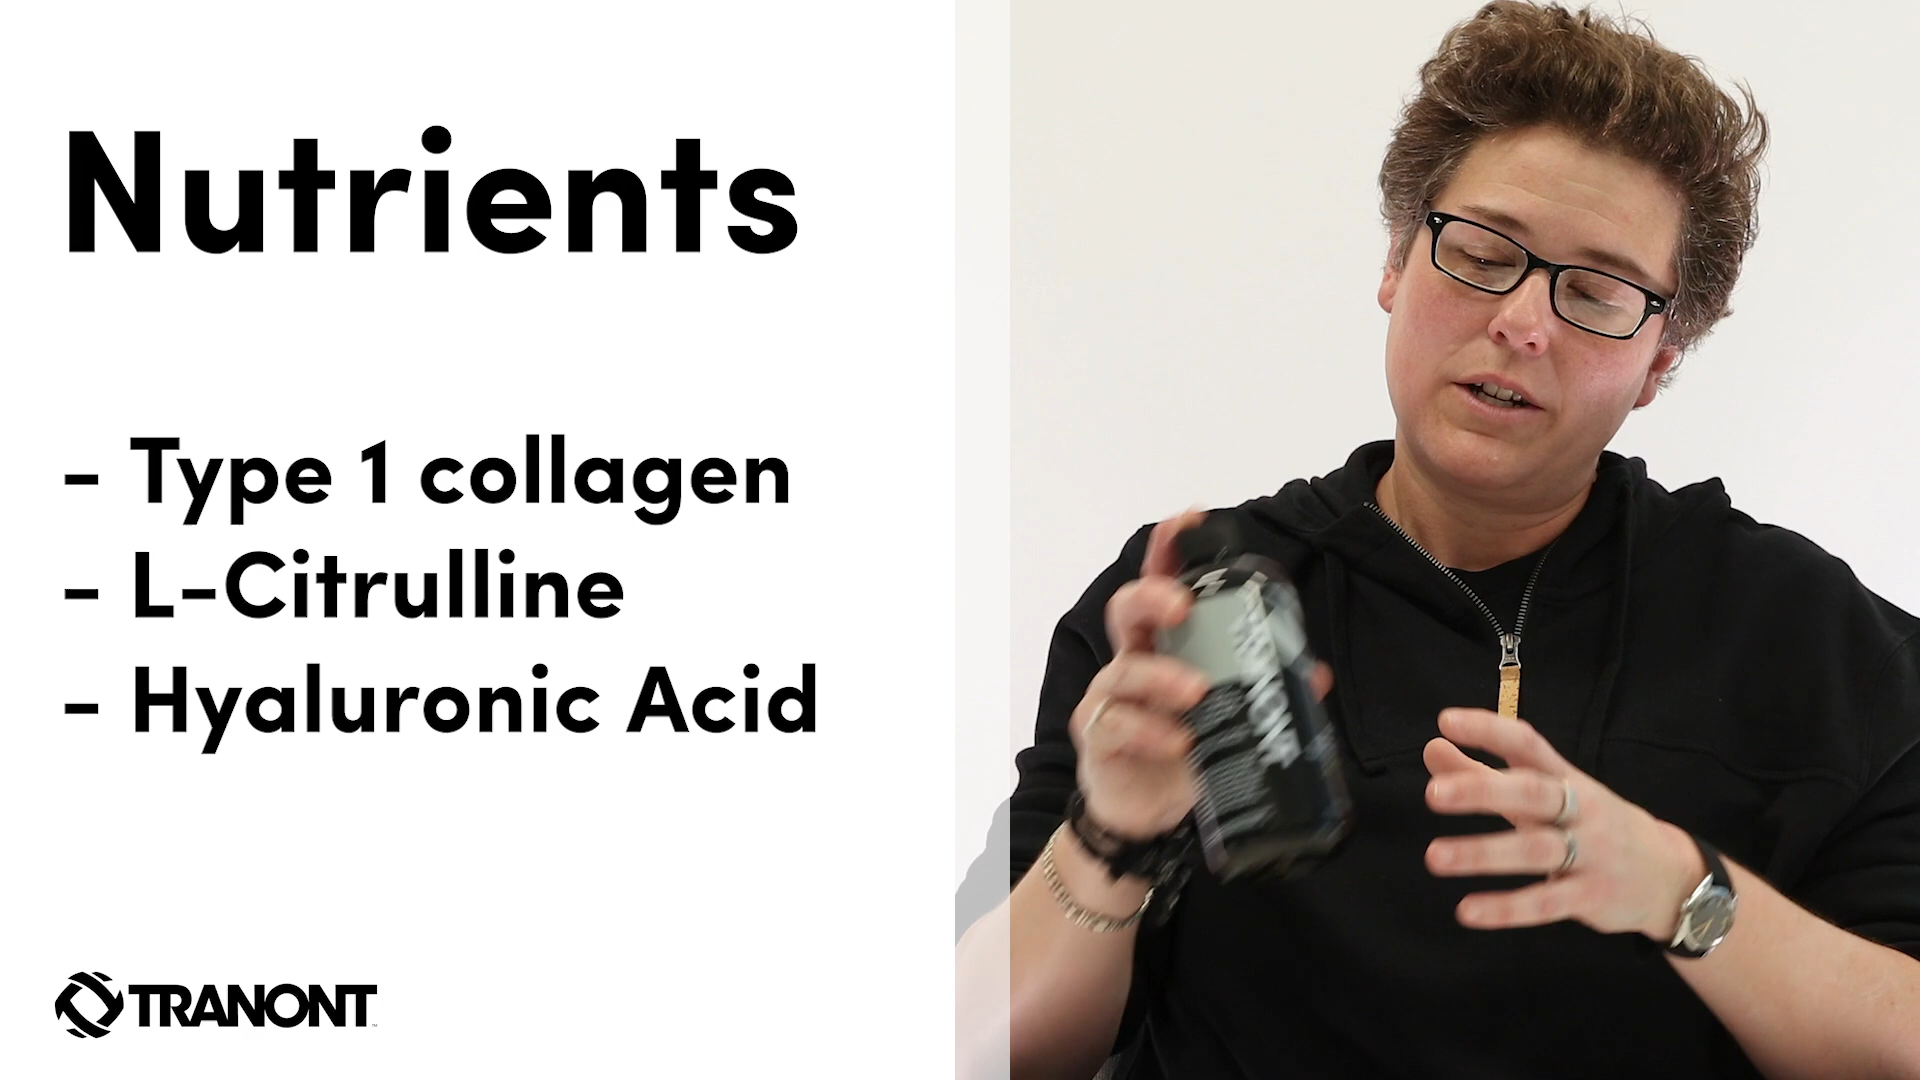 Nutrients
- Type 1 collagen
- L-Citrulline
- Hyaluronic Acid
TRANONT